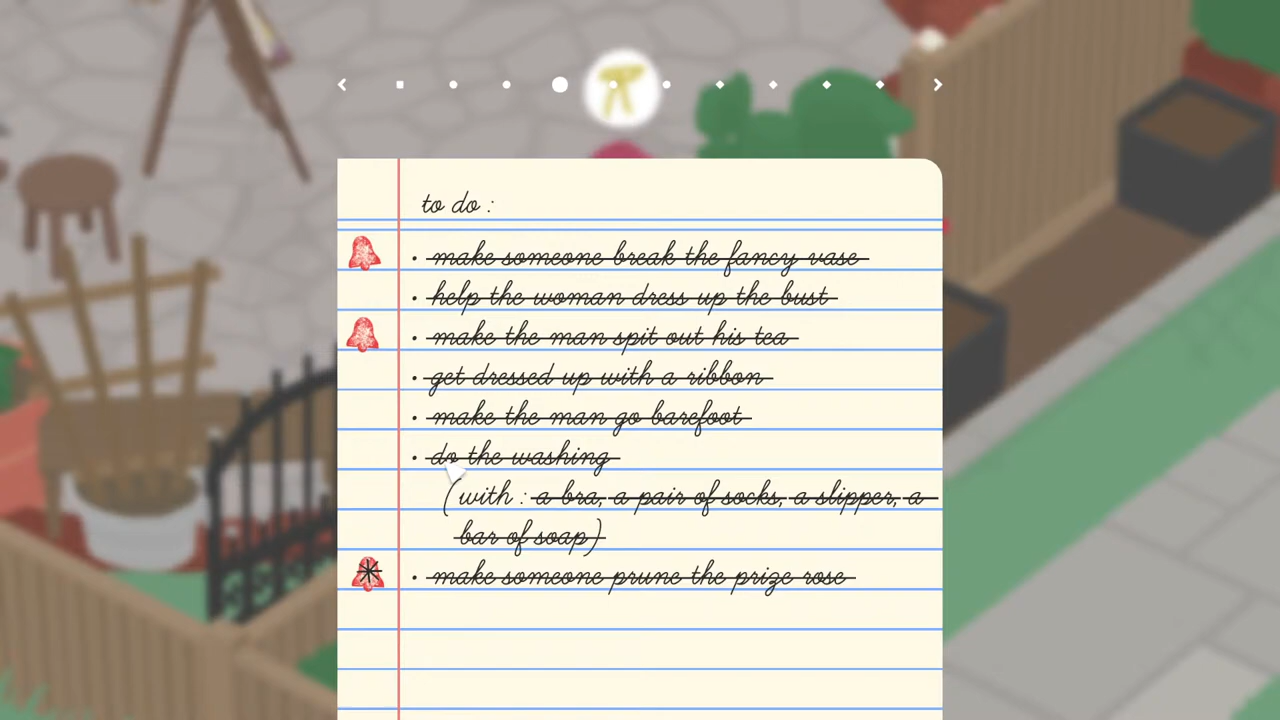 to do :
• make someone break the fancy vase
• help the woman dress up the bust
• make the man spit out his tea
• get dressed up with a ribbon
• make the man go barefoot
• do the washing
(with : a bra, a pair of socks, a slipper, a
bar of soap)
• make someone prune the prize rose